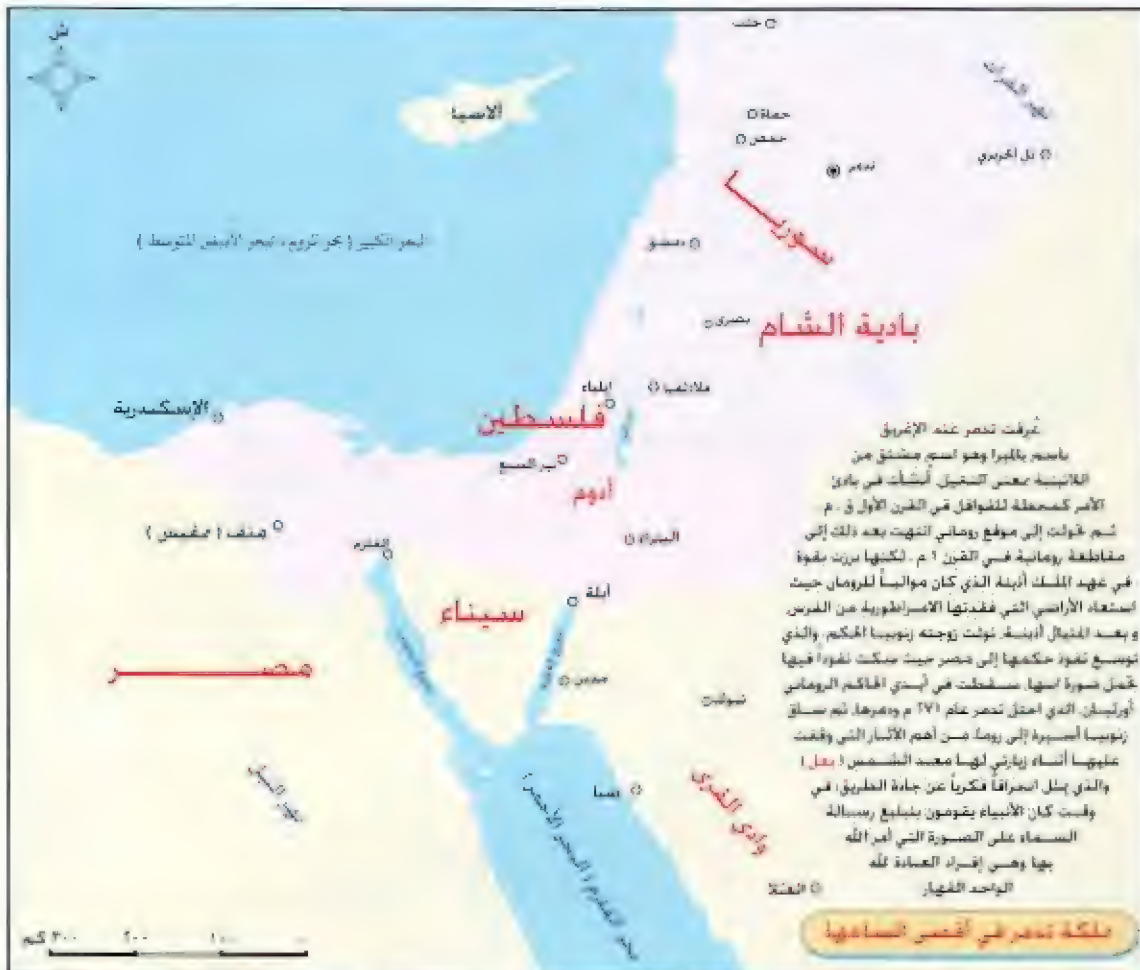 ش
حلب
نهر الفرات
الاسيا
حماة
حمص
تدمر
تل الحريري
سوريا
البحر الكبير ( بحر الروم ، البحر الأبيض المتوسط )
دمشق
بصرى
بادية الشام
إيلياء
فيلادلفيا
الإسكندرية
فلسطين
بئر السبع
أدوم
منف ( ممفيس )
القلزم
البتراء
أيلة
سيناء
مصر
مدين
تبوك
نهر النيل
ضبا
وادي القرى
بحر القلزم ( البحر الأحمر )
العلا
عُرفت تدمر عند الإغريق
باسم بالميرا وهو اسم مشتق من
اللاتينية بمعنى النخيل. أُنشأت في بادئ
الأمر كمحطة للقوافل في القرن الأول ق . م
ثم تحولت إلى موقع روماني انتهت بعد ذلك إلى
مقاطعة رومانية في القرن ١ م . لكنها برزت بقوة
في عهد الملك أذينة الذي كان موالياً للرومان حيث
استعاد الأراضي التي فقدتها الامبراطورية من الفرس.
و بعد اغتيال أذينة. تولت زوجته زنوبيا الحكم. والذي
توسع نفوذ حكمها إلى مصر حيث سكت نقوداً فيها
تحمل صورة ابنها. سقطت في أيدي الحاكم الروماني
أورليان. الذي احتل تدمر عام ٢٧١ م ودمرها. ثم ساق
زنوبيا أسيرة إلى روما. من أهم الآثار التي وقفت
عليها أثناء زيارتي لها معبد الشمس ( بعل )
والذي يمثل انحرافاً فكرياً عن جادة الطريق؛ في
وقت كان الأنبياء يقومون بتبليغ رسالة
السماء على الصورة التي أمر الله
بها وهي إفراد العبادة لله
الواحد القهار
٣٠٠ كم ٢٠٠ ١٠٠ ٠
مملكة تدمر في أقصى اتساعها